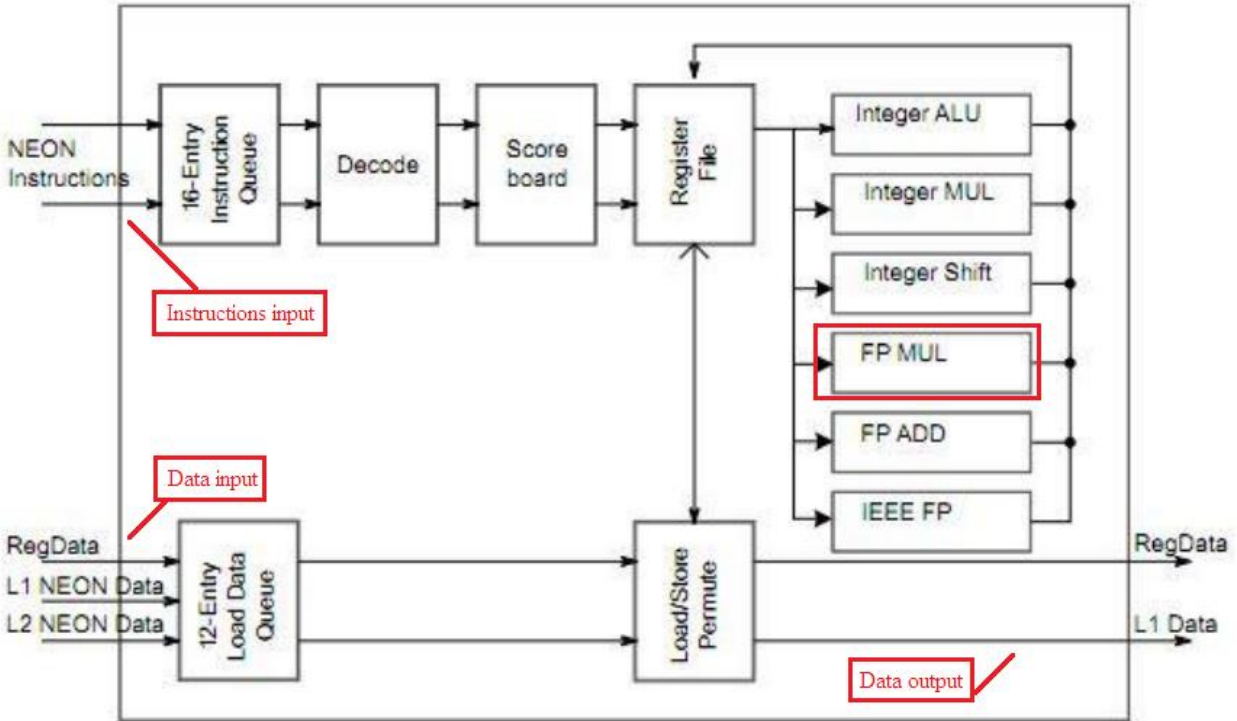 NEON
Instructions
16-Entry
Instruction
Queue
Decode
Score
board
Register
File
Integer ALU
Integer MUL
Integer Shift
FP MUL
FP ADD
IEEE FP
Instructions input
Data input
RegData
L1 NEON Data
L2 NEON Data
12-Entry
Load Data
Queue
Load/Store
Permute
RegData
L1 Data
Data output